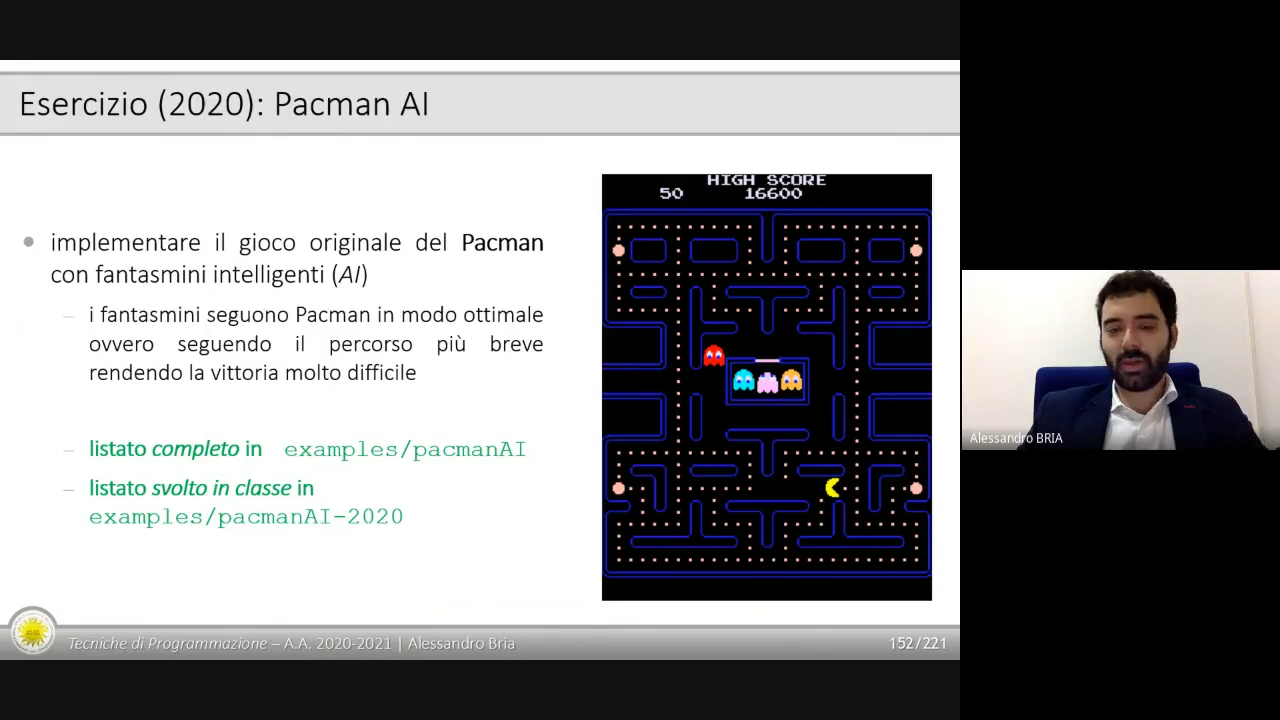 Esercizio (2020): Pacman AI
implementare il gioco originale del Pacman
con fantasmini intelligenti (AI)
– i fantasmini seguono Pacman in modo ottimale
ovvero seguendo il percorso più breve
rendendo la vittoria molto difficile
– listato completo in examples/pacmanAI
– listato svolto in classe in
examples/pacmanAI-2020
HIGH SCORE
50 16600
Alessandro BRIA
Tecniche di Programmazione – A.A. 2020-2021 | Alessandro Bria
152/221